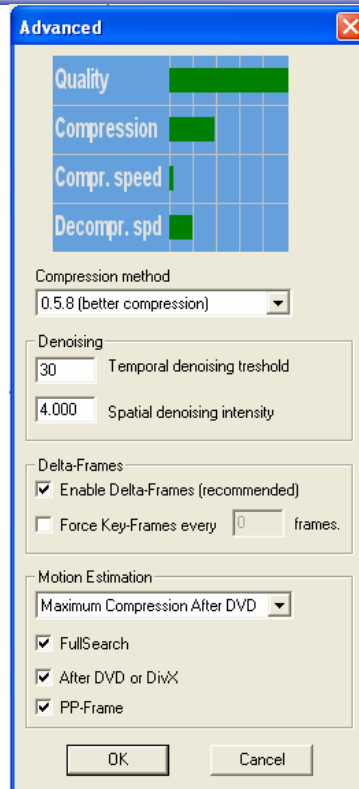 Advanced
Quality
Compression
Compr. speed
Decompr. spd
Compression method
0.5.8 (better compression)
Denoising
30 Temporal denoising treshold
4.000 Spatial denoising intensity
Delta-Frames
Enable Delta-Frames (recommended)
Force Key-Frames every 0 frames.
Motion Estimation
Maximum Compression After DVD
FullSearch
After DVD or DivX
PP-Frame
OK Cancel